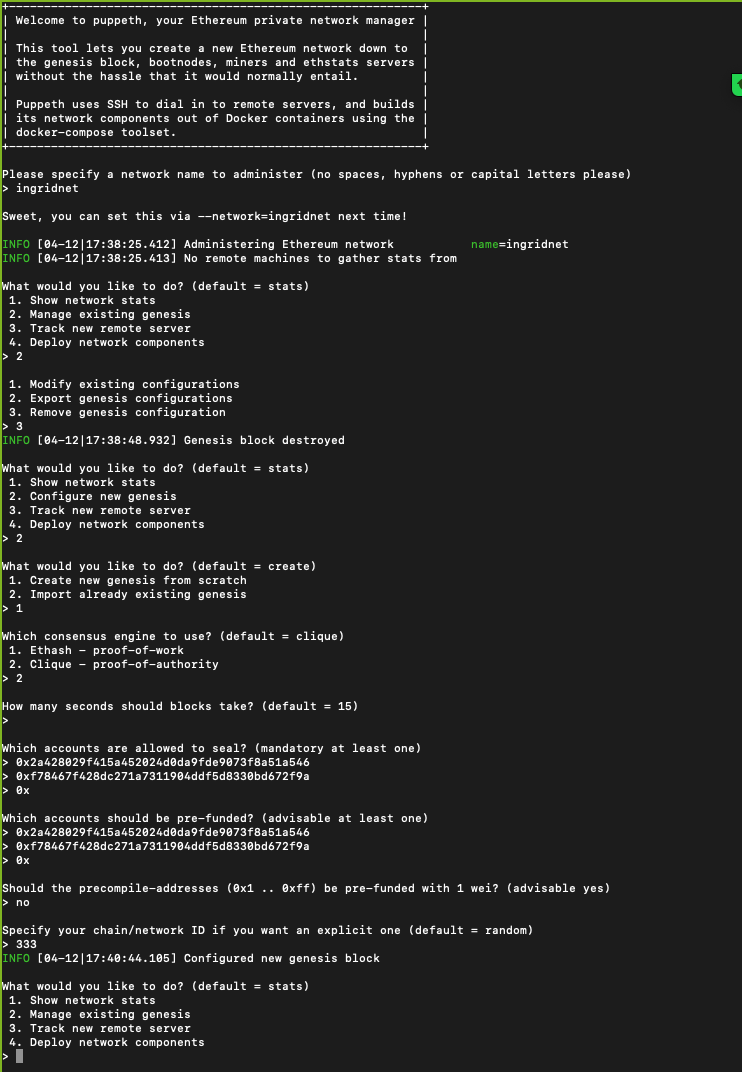 +-----------------------------------------------------------+
| Welcome to puppeth, your Ethereum private network manager |
|                                                           |
| This tool lets you create a new Ethereum network down to  |
| the genesis block, bootnodes, miners and ethstats servers |
| without the hassle that it would normally entail.         |
|                                                           |
| Puppeth uses SSH to dial in to remote servers, and builds |
| its network components out of Docker containers using the |
| docker-compose toolset.                                   |
+-----------------------------------------------------------+
Please specify a network name to administer (no spaces, hyphens or capital letters please)
> ingridnet
Sweet, you can set this via --network=ingridnet next time!
INFO [04-12|17:38:25.412] Administering Ethereum network           name=ingridnet
INFO [04-12|17:38:25.413] No remote machines to gather stats from
What would you like to do? (default = stats)
 1. Show network stats
 2. Manage existing genesis
 3. Track new remote server
 4. Deploy network components
> 2
 1. Modify existing configurations
 2. Export genesis configurations
 3. Remove genesis configuration
> 3
INFO [04-12|17:38:48.932] Genesis block destroyed
What would you like to do? (default = stats)
 1. Show network stats
 2. Configure new genesis
 3. Track new remote server
 4. Deploy network components
> 2
What would you like to do? (default = create)
 1. Create new genesis from scratch
 2. Import already existing genesis
> 1
Which consensus engine to use? (default = clique)
 1. Ethash - proof-of-work
 2. Clique - proof-of-authority
> 2
How many seconds should blocks take? (default = 15)
>
Which accounts are allowed to seal? (mandatory at least one)
> 0x2a428029f415a452024d0da9fde9073f8a51a546
> 0xf78467f428dc271a7311904ddf5d8330bd672f9a
> 0x
Which accounts should be pre-funded? (advisable at least one)
> 0x2a428029f415a452024d0da9fde9073f8a51a546
> 0xf78467f428dc271a7311904ddf5d8330bd672f9a
> 0x
Should the precompile-addresses (0x1 .. 0xff) be pre-funded with 1 wei? (advisable yes)
> no
Specify your chain/network ID if you want an explicit one (default = random)
> 333
INFO [04-12|17:40:44.105] Configured new genesis block
What would you like to do? (default = stats)
 1. Show network stats
 2. Manage existing genesis
 3. Track new remote server
 4. Deploy network components
>